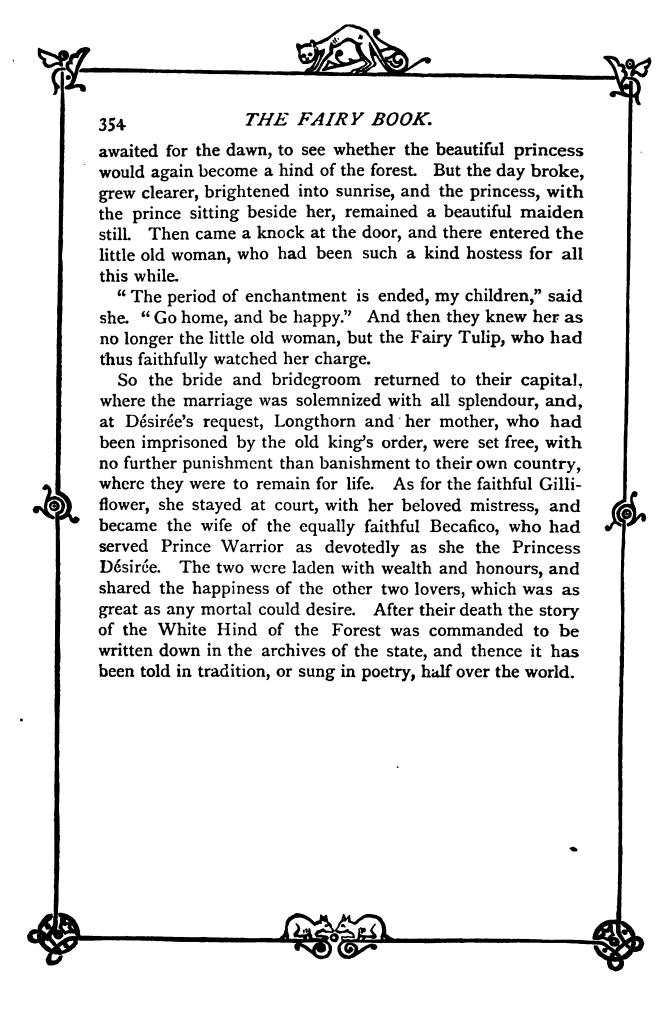 354 THE FAIRY BOOK.
awaited for the dawn, to see whether the beautiful princess
would again become a hind of the forest. But the day broke,
grew clearer, brightened into sunrise, and the princess, with
the prince sitting beside her, remained a beautiful maiden
still. Then came a knock at the door, and there entered the
little old woman, who had been such a kind hostess for all
this while.
“ The period of enchantment is ended, my children,” said
she. “ Go home, and be happy.” And then they knew her as
no longer the little old woman, but the Fairy Tulip, who had
thus faithfully watched her charge.
So the bride and bridegroom returned to their capital,
where the marriage was solemnized with all splendour, and,
at Désirée’s request, Longthorn and her mother, who had
been imprisoned by the old king’s order, were set free, with
no further punishment than banishment to their own country,
where they were to remain for life. As for the faithful Gilli-
flower, she stayed at court, with her beloved mistress, and
became the wife of the equally faithful Becafico, who had
served Prince Warrior as devotedly as she the Princess
Désirée. The two were laden with wealth and honours, and
shared the happiness of the other two lovers, which was as
great as any mortal could desire. After their death the story
of the White Hind of the Forest was commanded to be
written down in the archives of the state, and thence it has
been told in tradition, or sung in poetry, half over the world.